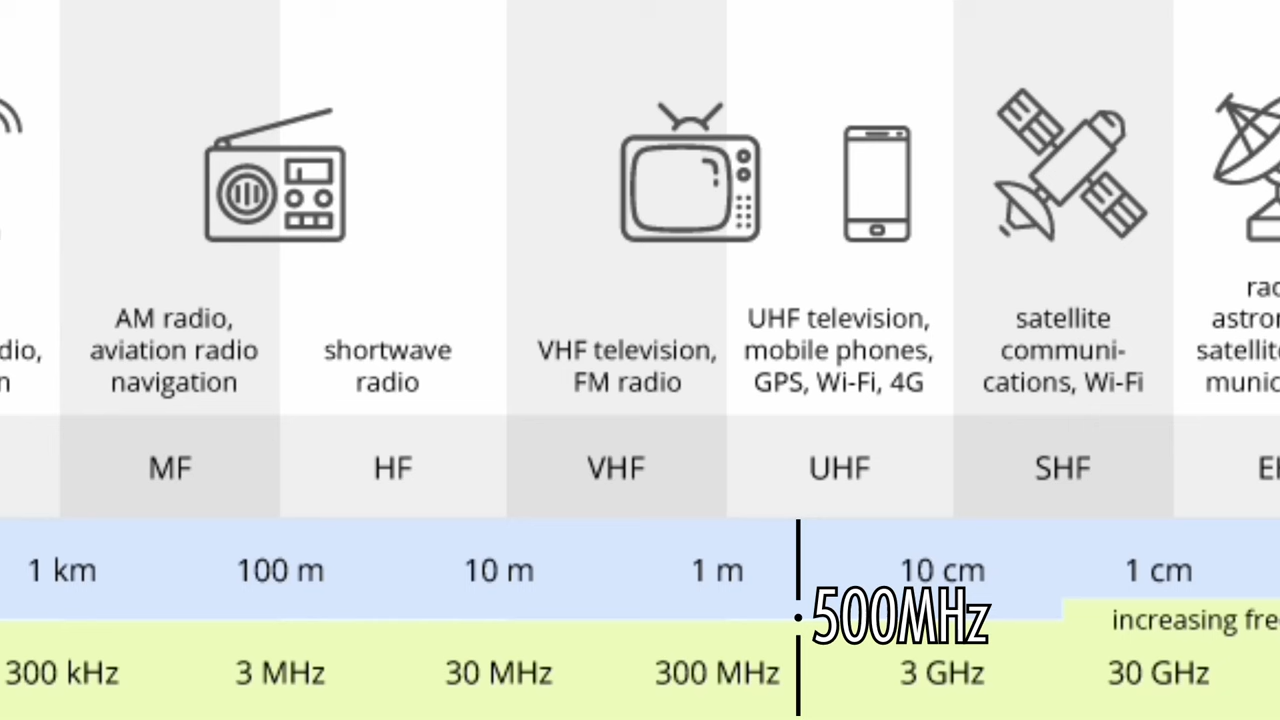 AM radio,
aviation radio
navigation
shortwave
radio
VHF television,
FM radio
UHF television,
mobile phones,
GPS, Wi-Fi, 4G
satellite
communi-
cations, Wi-Fi
MF
HF
VHF
UHF
SHF
1 km
100 m
10 m
1 m
10 cm
1 cm
500MHz
increasing fre
300 kHz
3 MHz
30 MHz
300 MHz
3 GHz
30 GHz